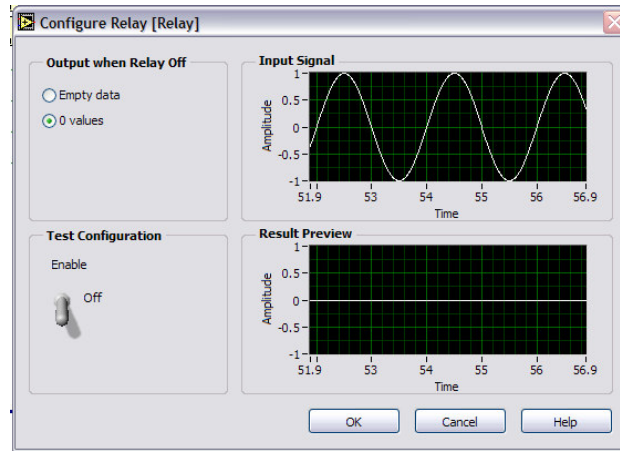 Configure Relay [Relay]
Output when Relay Off
Empty data
0 values
Input Signal
Amplitude
1
0.5
0
-0.5
-1
51.9 53 54 55 56 56.9
Time
Test Configuration
Enable
Off
Result Preview
Amplitude
1
0.5
0
-0.5
-1
51.9 53 54 55 56 56.9
Time
OK Cancel Help